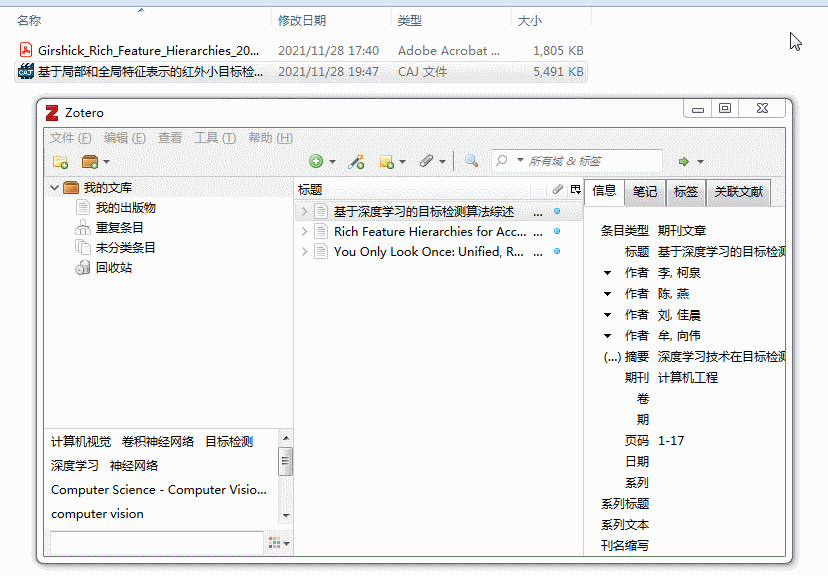 名称 修改日期 类型 大小
Girshick_Rich_Feature_Hierarchies_20... 2021/11/28 17:40 Adobe Acrobat ... 1,805 KB
CAJ 基于局部和全局特征表示的红外小目标检... 2021/11/28 19:47 CAJ 文件 5,491 KB
Z Zotero
文件 (F) 编辑 (E) 查看 工具 (T) 帮助 (H)
所有域 & 标签
我的文库
我的出版物
重复条目
未分类条目
回收站
标题
基于深度学习的目标检测算法综述 ...
Rich Feature Hierarchies for Acc... ...
You Only Look Once: Unified, R... ...
信息 笔记 标签 关联文献
条目类型 期刊文章
标题 基于深度学习的目标检测
作者 李, 柯泉
作者 陈, 燕
作者 刘, 佳晨
作者 牟, 向伟
(...) 摘要 深度学习技术在目标检测
期刊 计算机工程
卷
期
页码 1-17
日期
系列
系列标题
系列文本
刊名缩写
计算机视觉 卷积神经网络 目标检测
深度学习 神经网络
Computer Science - Computer Visio...
computer vision